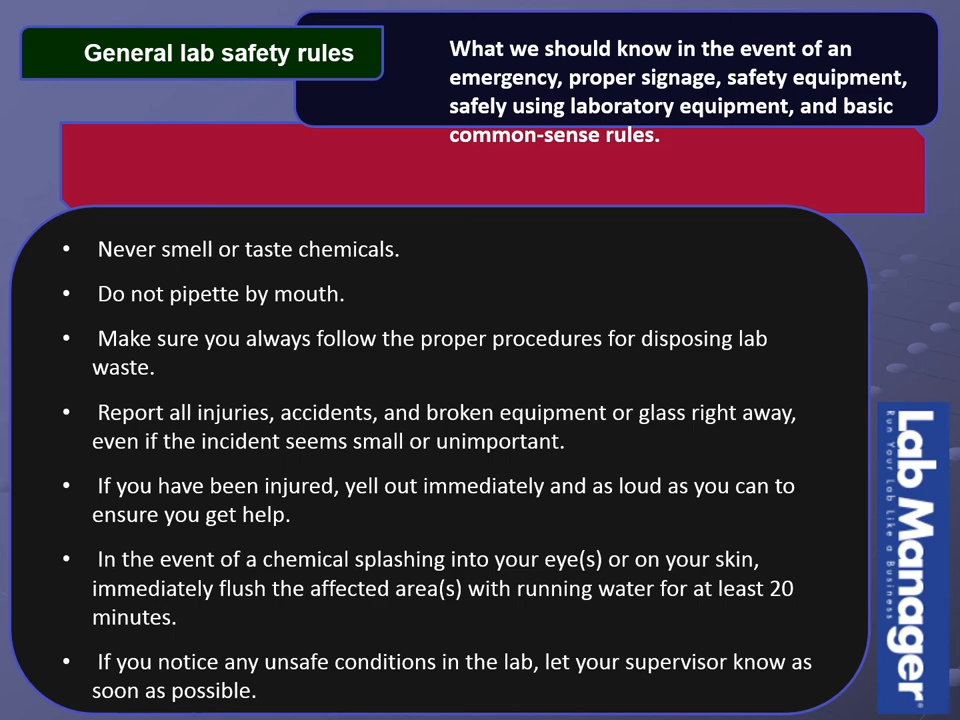 General lab safety rules
What we should know in the event of an
emergency, proper signage, safety equipment,
safely using laboratory equipment, and basic
common-sense rules.
• Never smell or taste chemicals.
• Do not pipette by mouth.
• Make sure you always follow the proper procedures for disposing lab
waste.
• Report all injuries, accidents, and broken equipment or glass right away,
even if the incident seems small or unimportant.
• If you have been injured, yell out immediately and as loud as you can to
ensure you get help.
• In the event of a chemical splashing into your eye(s) or on your skin,
immediately flush the affected area(s) with running water for at least 20
minutes.
• If you notice any unsafe conditions in the lab, let your supervisor know as
soon as possible.
Lab Manager®
Run Your Lab Like a Business